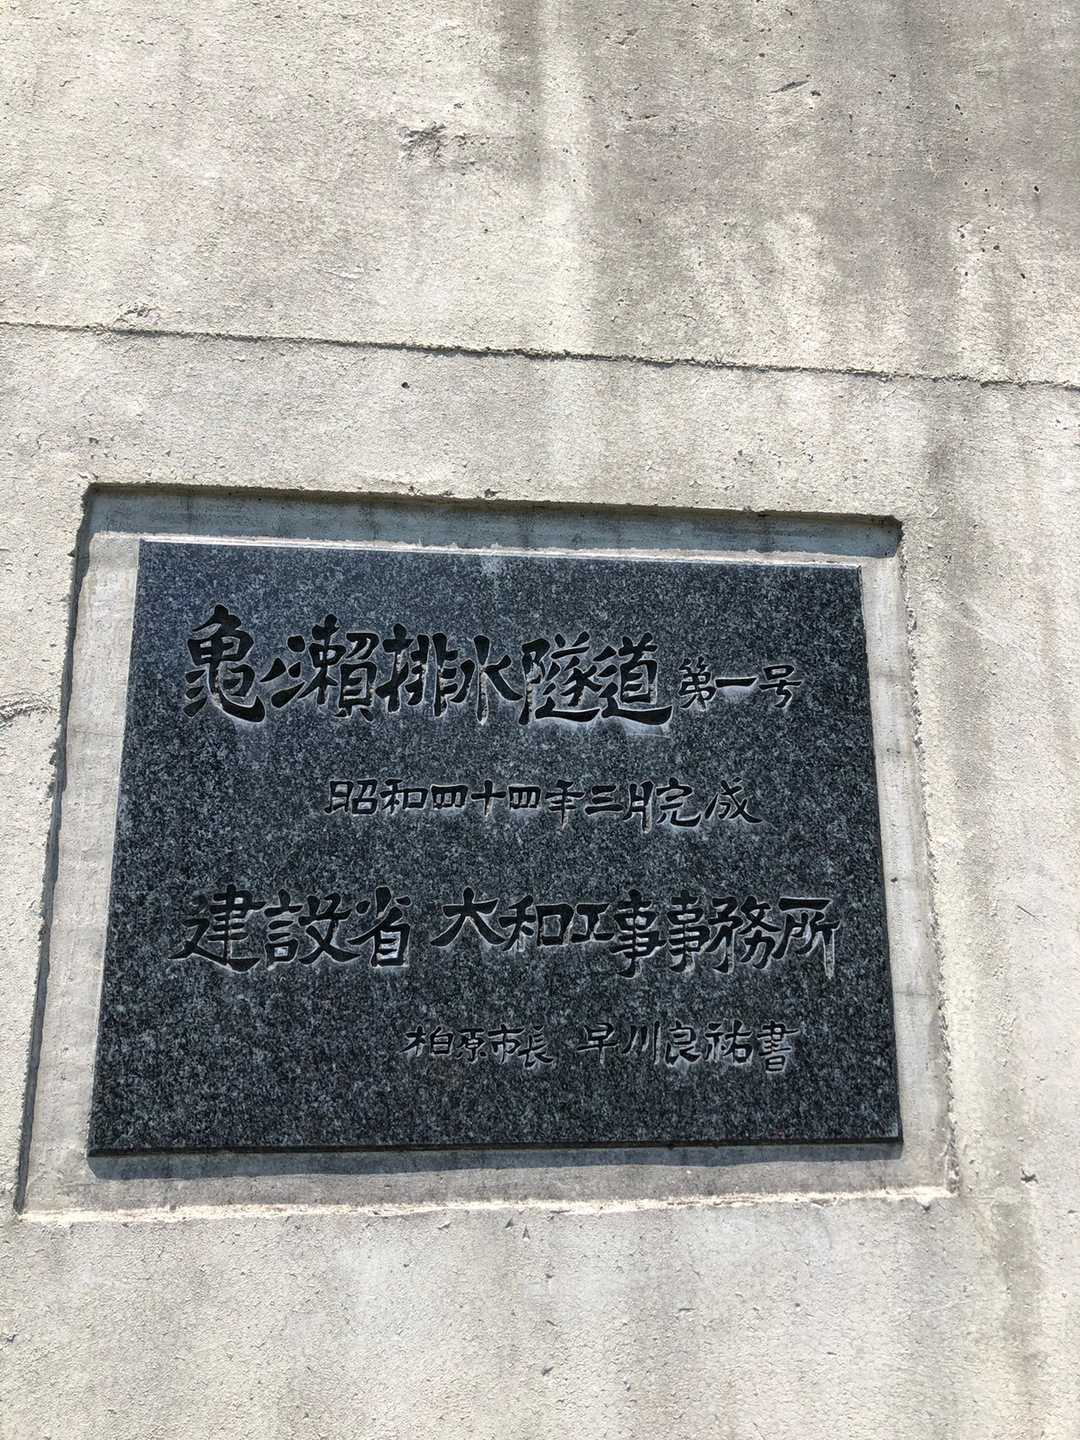 亀ノ瀬排水隧道第一号
昭和四十四年三月完成
建設省 大和工事事務所
柏原市長 早川良祐書